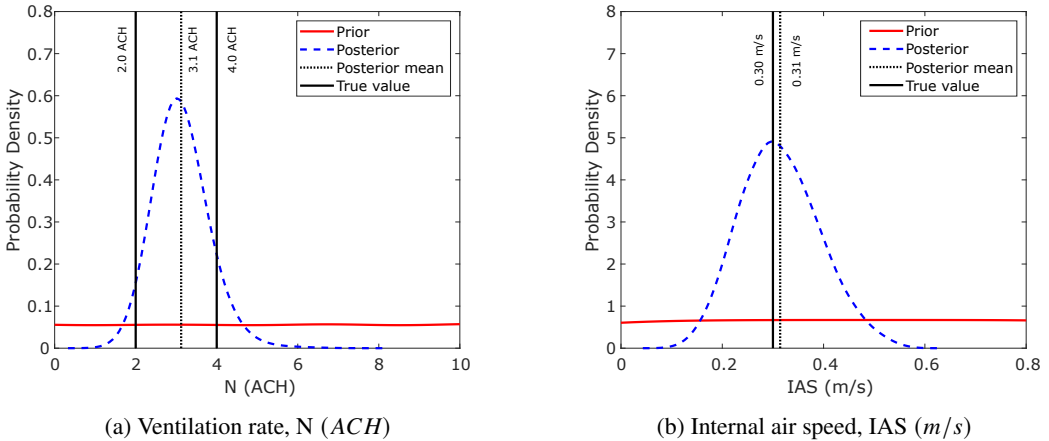 0.8
0.7
0.6
0.5
0.4
0.3
0.2
0.1
0
Probability Density
2.0 ACH
3.1 ACH
4.0 ACH
Prior
Posterior
Posterior mean
True value
0
2
4
6
8
10
N (ACH)
(a) Ventilation rate, N (ACH)
8
7
6
5
4
3
2
1
0
Probability Density
0.30 m/s
0.31 m/s
Prior
Posterior
Posterior mean
True value
0
0.2
0.4
0.6
0.8
IAS (m/s)
(b) Internal air speed, IAS (m/s)